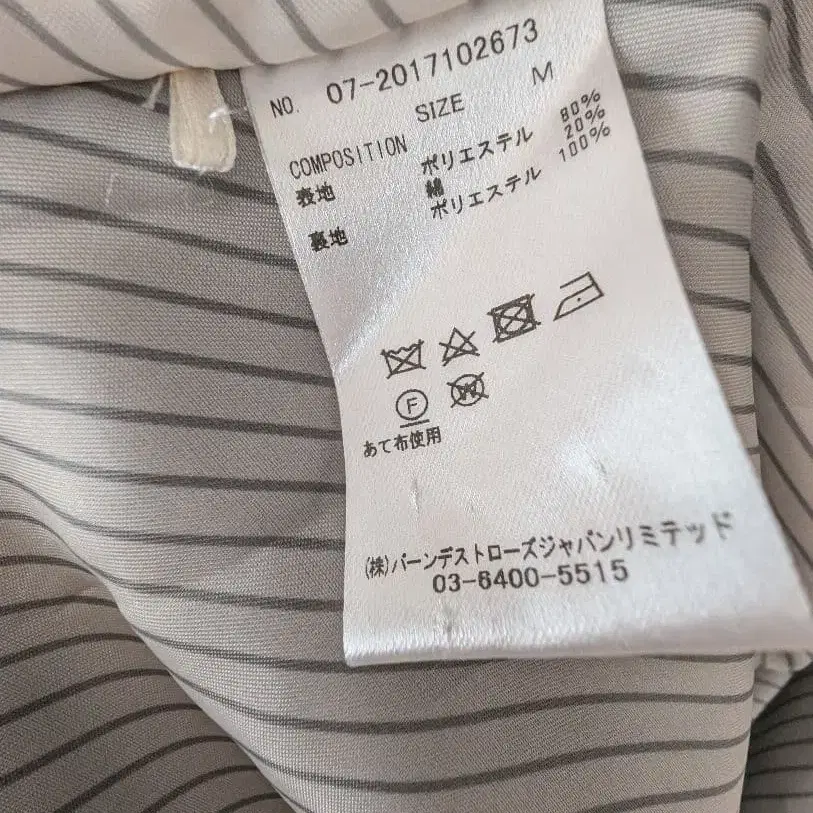 NO. 07-2017102673
SIZE M
COMPOSITION
表地 ポリエステル 80%
綿 20%
裏地 ポリエステル 100%
F W
あて布使用
(株)バーンデストローズジャパンリミテッド
03-6400-5515